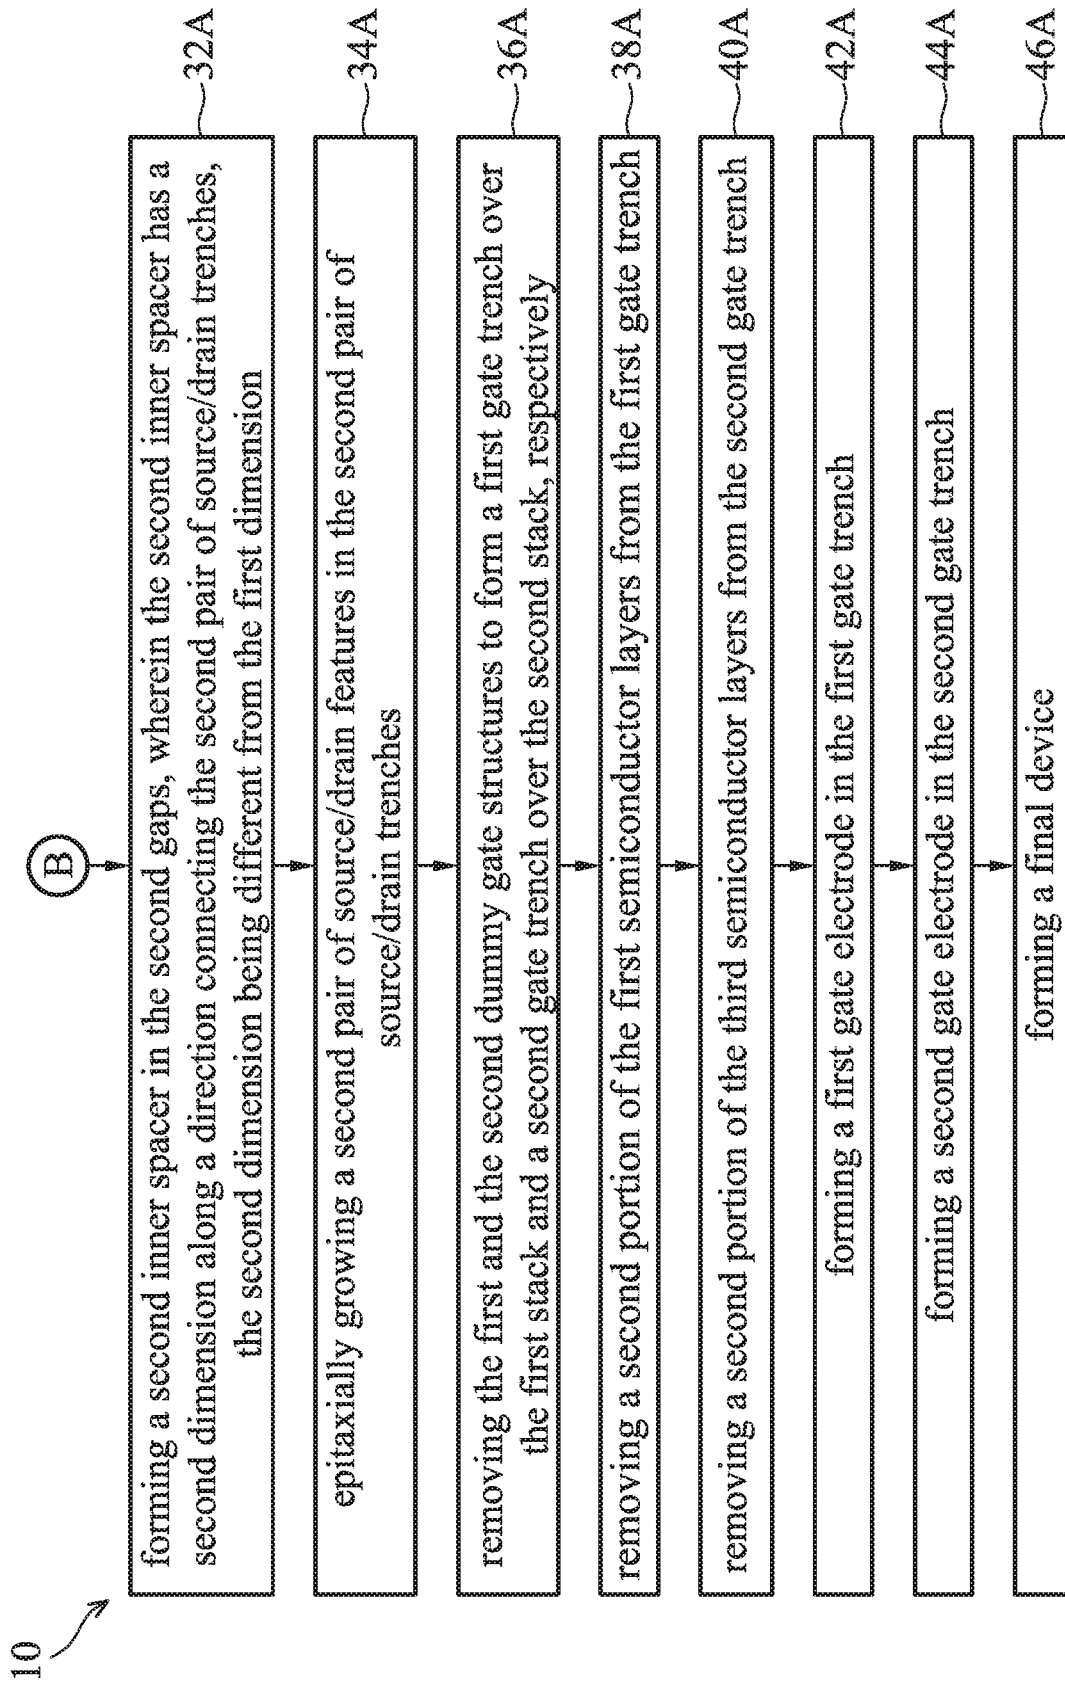 10
B
forming a second inner spacer in the second gaps, wherein the second inner spacer has a
second dimension along a direction connecting the second pair of source/drain trenches,
the second dimension being different from the first dimension
32A
epitaxially growing a second pair of source/drain features in the second pair of
source/drain trenches
34A
removing the first and the second dummy gate structures to form a first gate trench over
the first stack and a second gate trench over the second stack, respectively
36A
removing a second portion of the first semiconductor layers from the first gate trench
38A
removing a second portion of the third semiconductor layers from the second gate trench
40A
forming a first gate electrode in the first gate trench
42A
forming a second gate electrode in the second gate trench
44A
forming a final device
46A